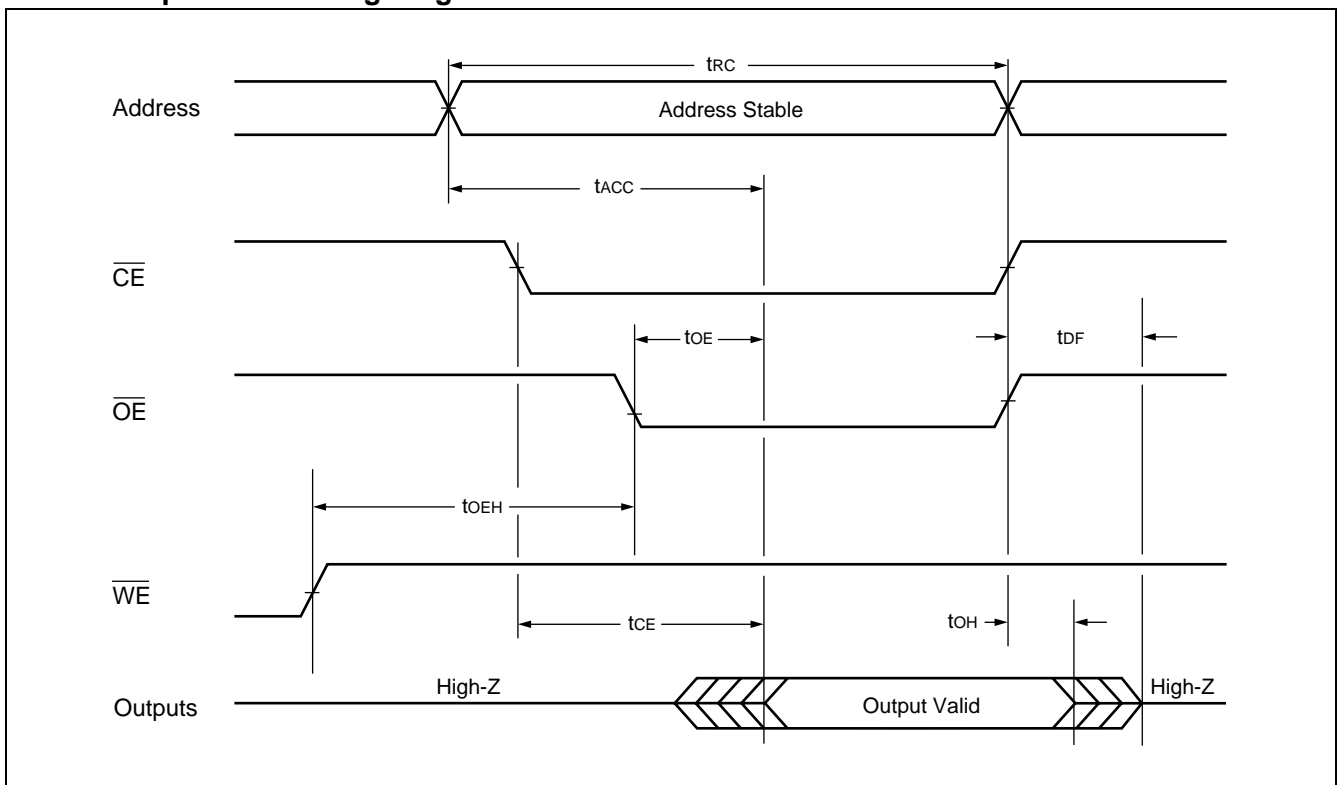 tRC
Address
Address Stable
tACC
CE
tOE
tDF
OE
tOEH
WE
tCE
tOH
High-Z
High-Z
Outputs
Output Valid